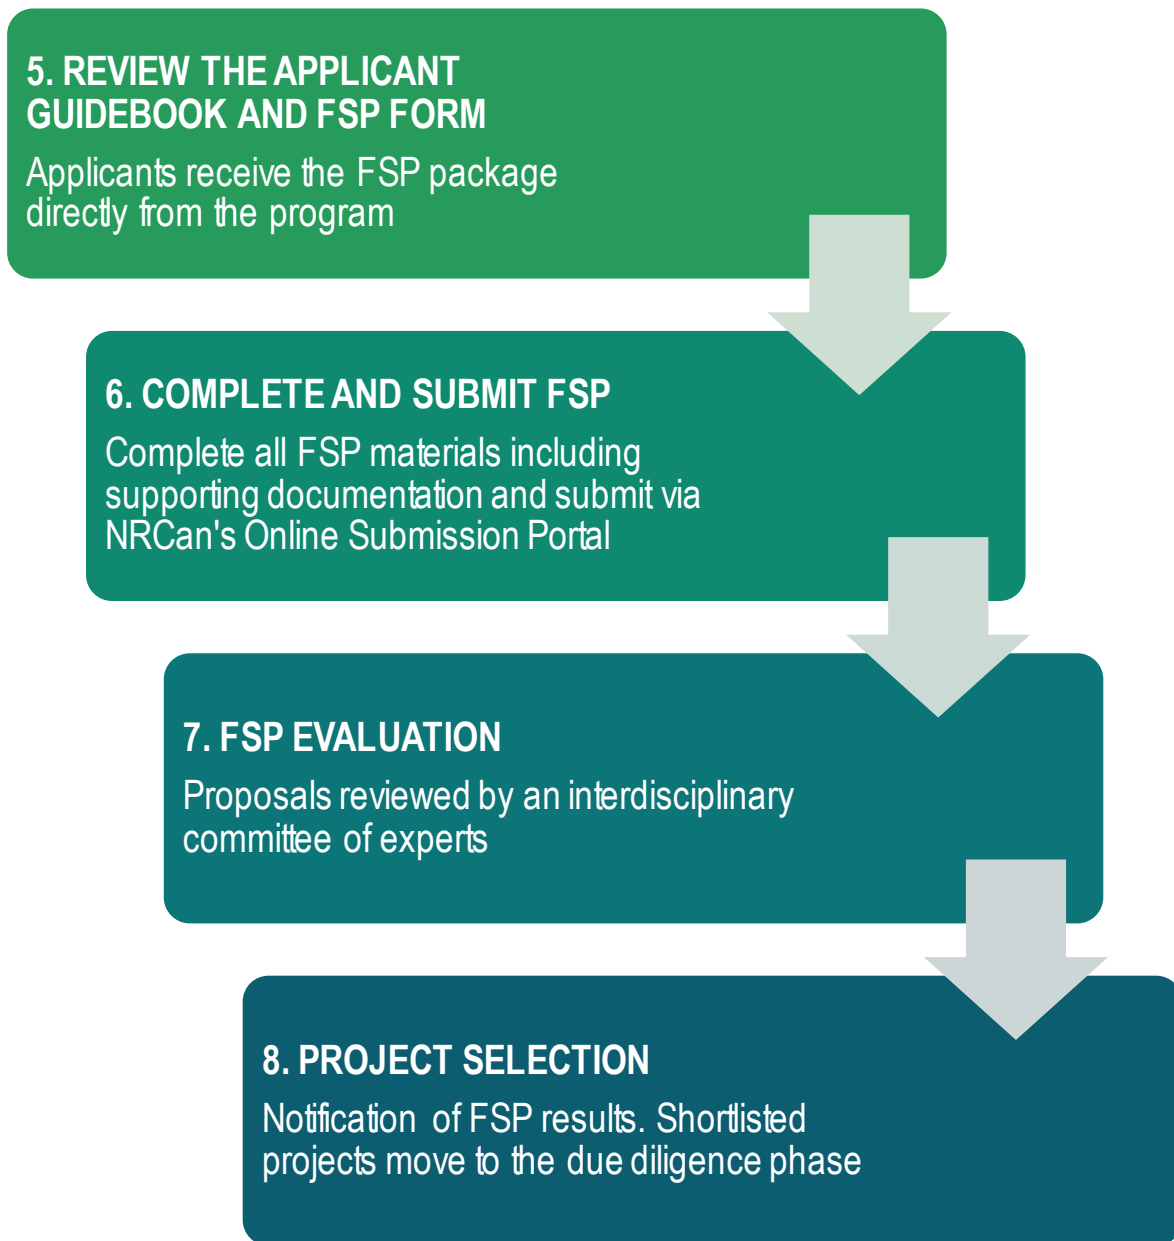 5. REVIEW THE APPLICANT
GUIDEBOOK AND FSP FORM
Applicants receive the FSP package
directly from the program
6. COMPLETE AND SUBMIT FSP
Complete all FSP materials including
supporting documentation and submit via
NRCan's Online Submission Portal
7. FSP EVALUATION
Proposals reviewed by an interdisciplinary
committee of experts
8. PROJECT SELECTION
Notification of FSP results. Shortlisted
projects move to the due diligence phase